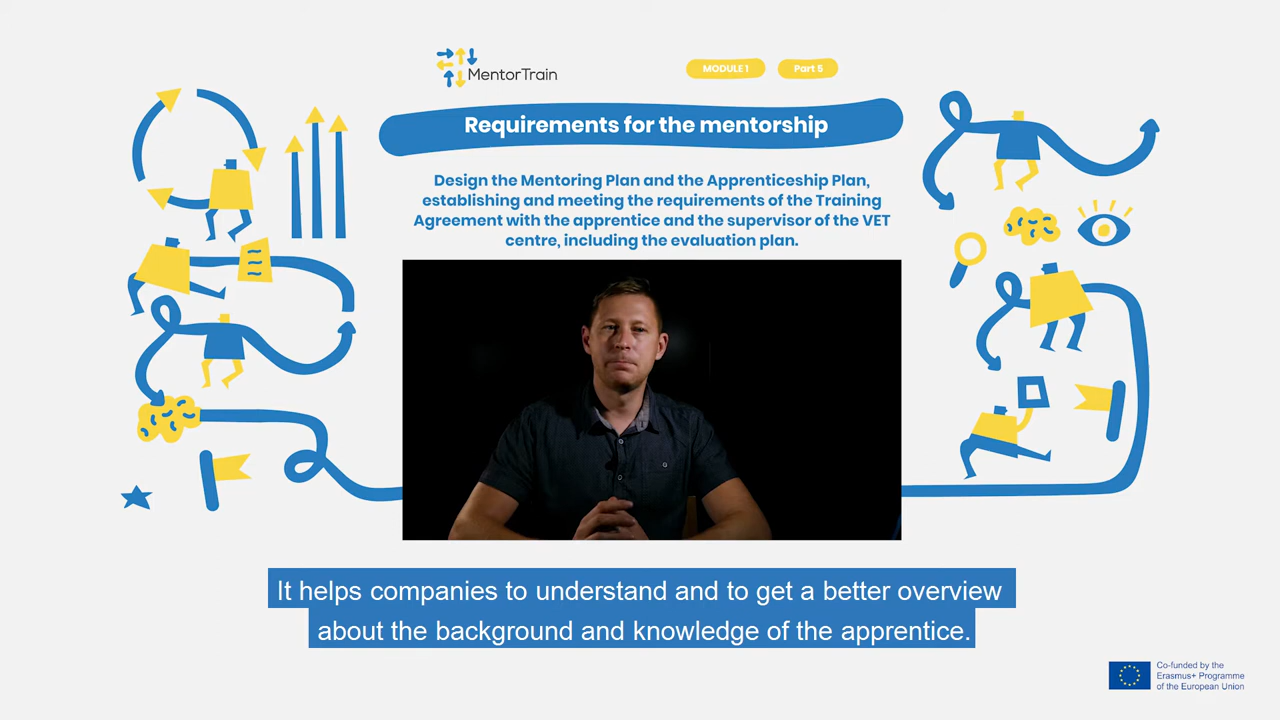 MentorTrain
MODULE 1
Part 5
Requirements for the mentorship
Design the Mentoring Plan and the Apprenticeship Plan,
establishing and meeting the requirements of the Training
Agreement with the apprentice and the supervisor of the VET
centre, including the evaluation plan.
It helps companies to understand and to get a better overview
about the background and knowledge of the apprentice.
Co-funded by the
Erasmus+ Programme
of the European Union